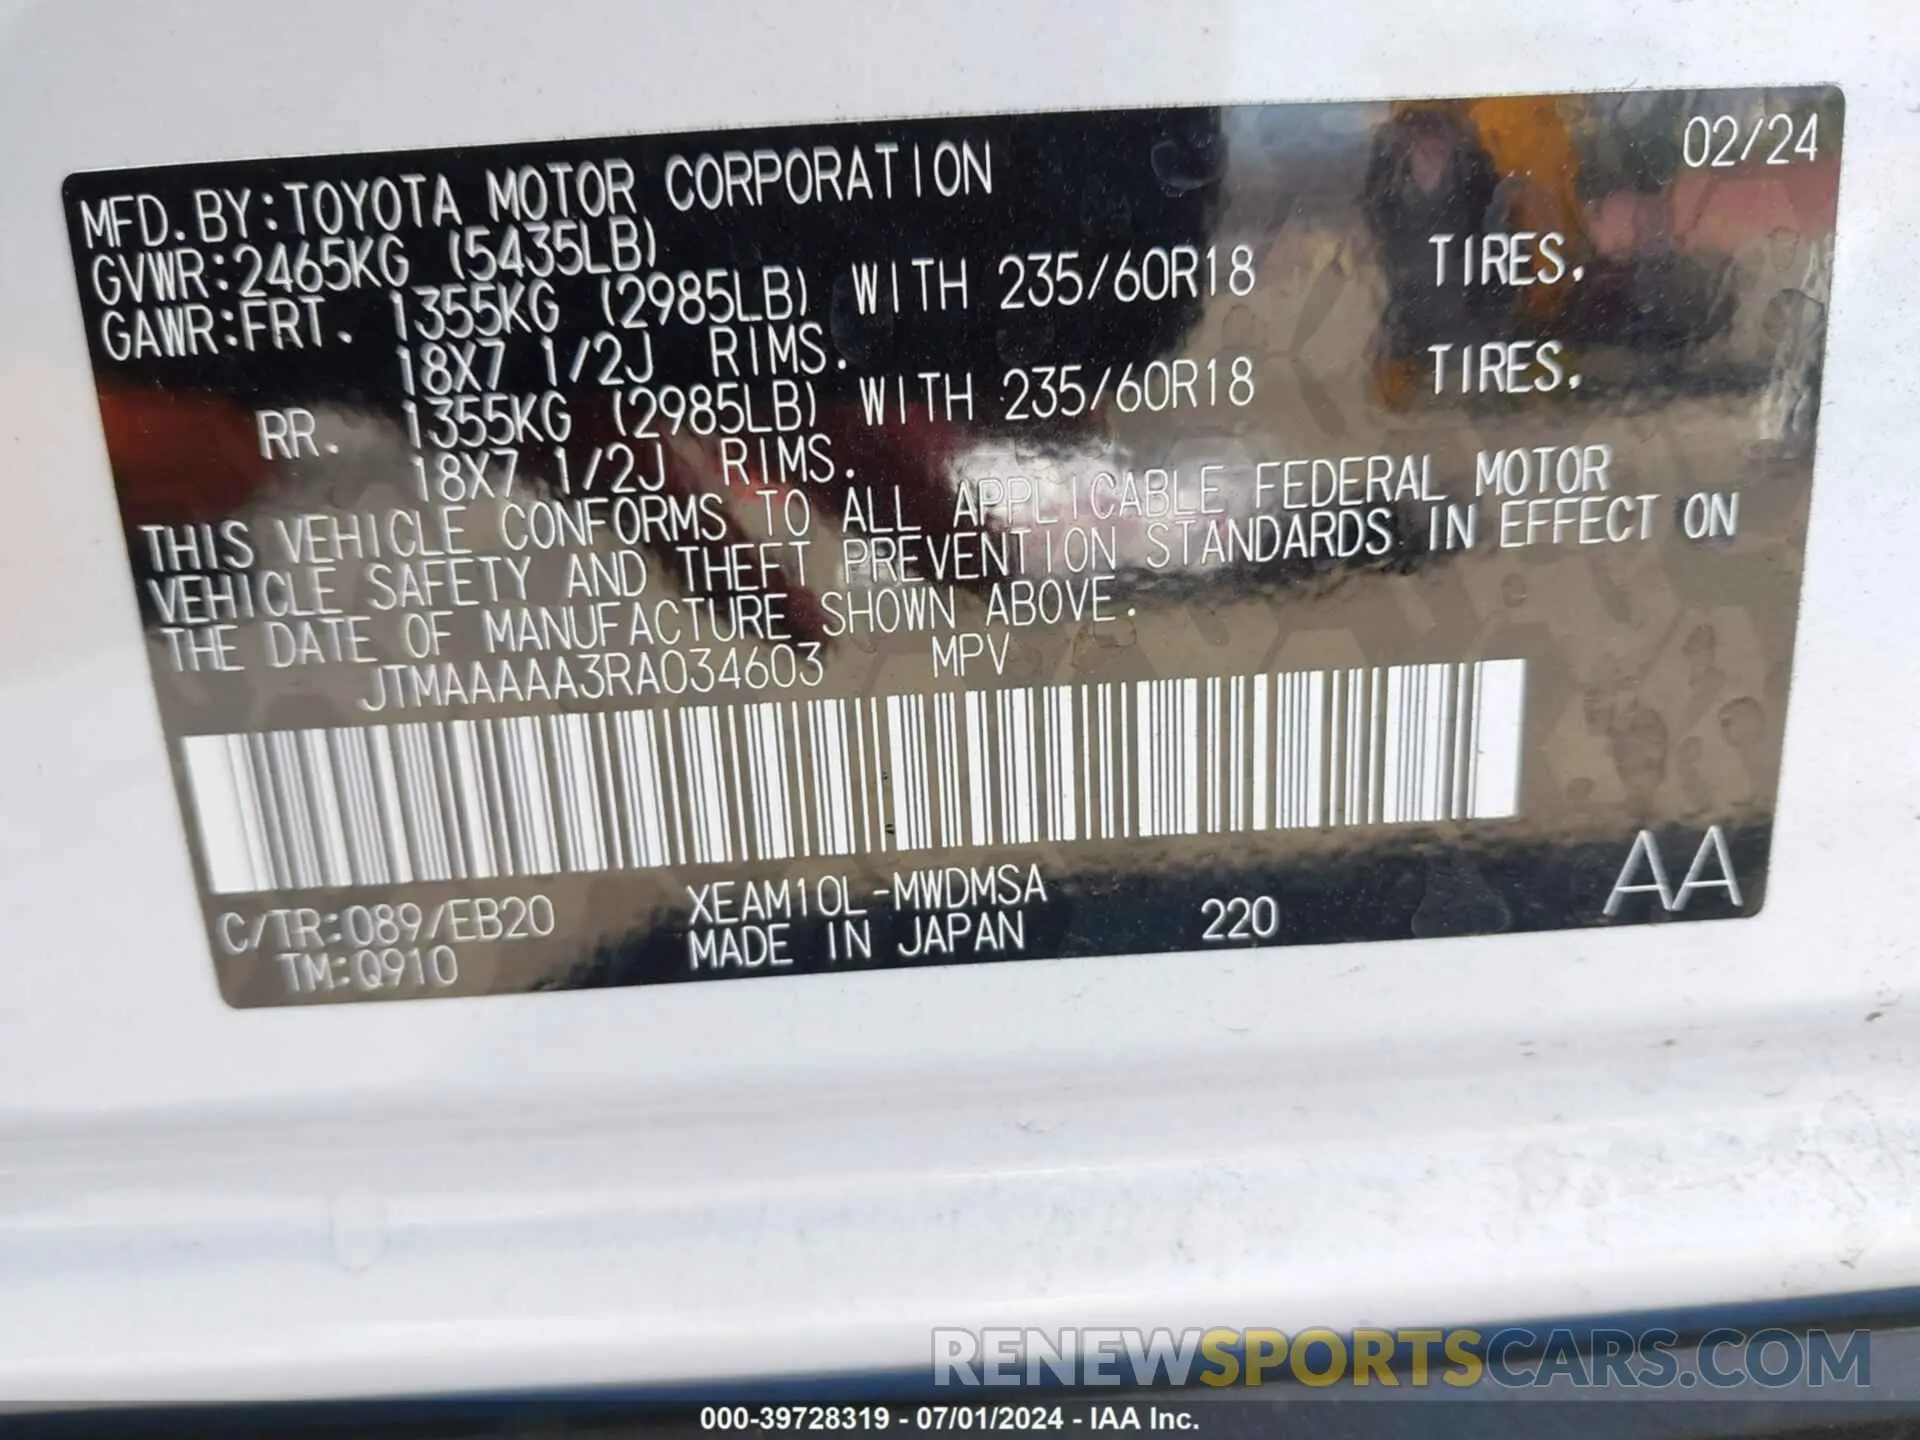 02/24
MFD.BY:TOYOTA MOTOR CORPORATION
GVWR:2465KG (5435LB)
GAWR:FRT. 1355KG (2985LB) WITH 235/60R18 TIRES.
18X7 1/2J RIMS.
RR. 1355KG (2985LB) WITH 235/60R18 TIRES.
18X7 1/2J RIMS.
THIS VEHICLE CONFORMS TO ALL APPLICABLE FEDERAL MOTOR
VEHICLE SAFETY AND THEFT PREVENTION STANDARDS IN EFFECT ON
THE DATE OF MANUFACTURE SHOWN ABOVE.
JTMAAAAA3RA034603 MPV
C/TR:089/EB20 XEAM10L-MWDMSA
TM:Q910 MADE IN JAPAN 220 AA
RENEWSPORTSCARS.COM
000-39728319 - 07/01/2024 - IAA Inc.